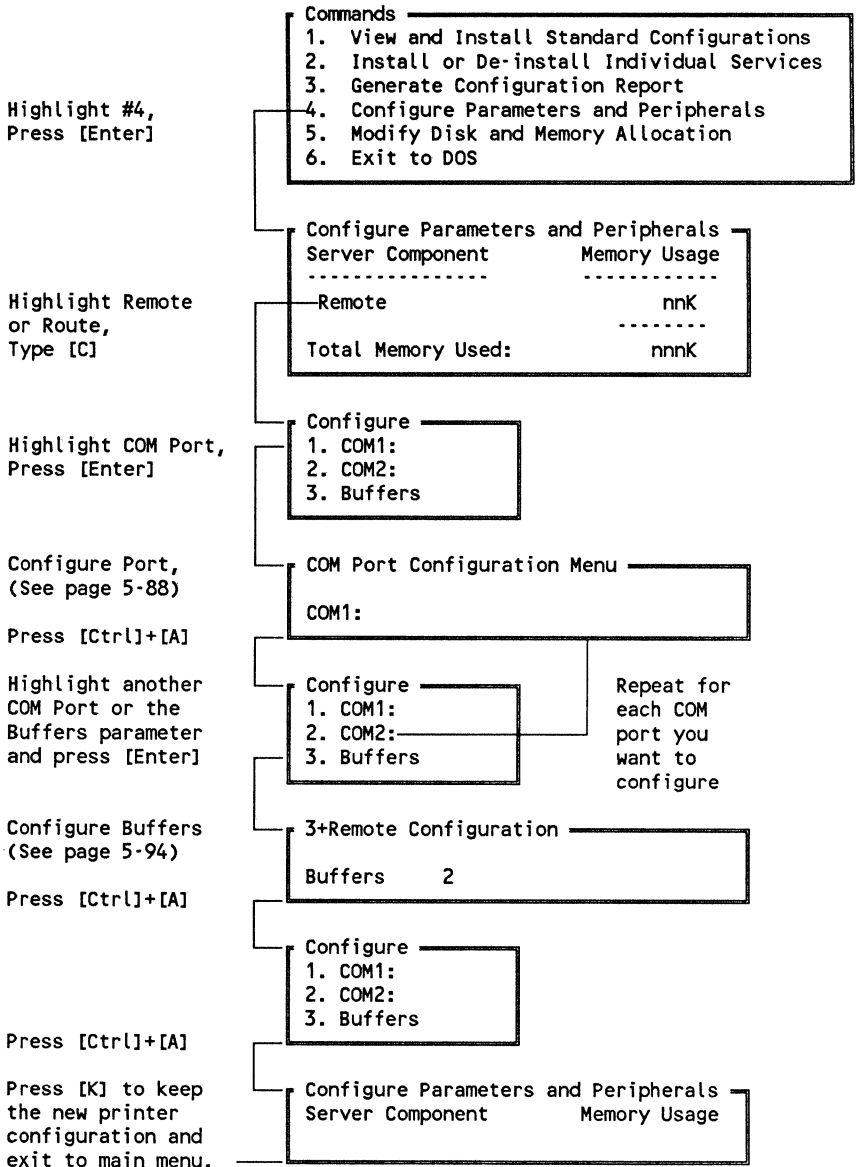 Commands
1. View and Install Standard Configurations
2. Install or De-install Individual Services
3. Generate Configuration Report
4. Configure Parameters and Peripherals
5. Modify Disk and Memory Allocation
6. Exit to DOS
Highlight #4,
Press [Enter]
Configure Parameters and Peripherals
Server Component Memory Usage
---------------- ------------
Remote nnK
--------
Total Memory Used: nnnK
Highlight Remote
or Route,
Type [C]
Configure
1. COM1:
2. COM2:
3. Buffers
Highlight COM Port,
Press [Enter]
COM Port Configuration Menu
COM1:
Configure Port,
(See page 5-88)
Press [Ctrl]+[A]
Configure
1. COM1:
2. COM2:
3. Buffers
Highlight another
COM Port or the
Buffers parameter
and press [Enter]
Repeat for
each COM
port you
want to
configure
3+Remote Configuration
Buffers 2
Configure Buffers
(See page 5-94)
Press [Ctrl]+[A]
Configure
1. COM1:
2. COM2:
3. Buffers
Press [Ctrl]+[A]
Configure Parameters and Peripherals
Server Component Memory Usage
Press [K] to keep
the new printer
configuration and
exit to main menu.